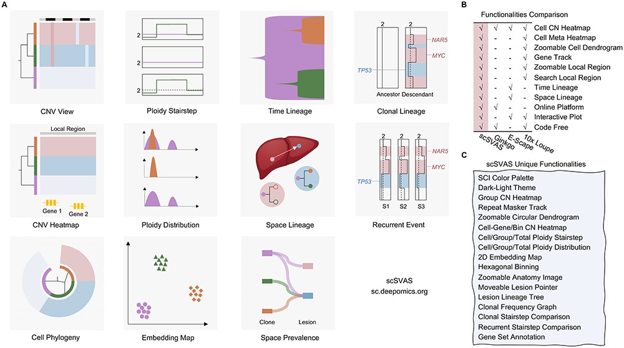 A
2
2
2
CNV View
Ploidy Stairstep
Time Lineage
2
2
NAR5
MYC
TP53
Ancestor
Descendant
Clonal Lineage
Local Region
Gene 1
Gene 2
CNV Heatmap
Ploidy Distribution
Space Lineage
2
2
2
NAR5
MYC
TP53
S1
S2
S3
Recurrent Event
Cell Phylogeny
Embedding Map
Clone
Lesion
Space Prevalence
scSVAS
sc.deepomics.org
B
Functionalities Comparison
Cell CN Heatmap √ √ √ √
Cell Meta Heatmap √ - - √
Zoomable Cell Dendrogram √ - - √
Gene Track √ - - √
Zoomable Local Region √ - - √
Search Local Region √ - - √
Time Lineage √ - √ -
Space Lineage √ - √ -
Online Platform √ √ - -
Interactive Plot √ - √ √
Code Free √ √ - √
scSVAS
Ginkgo
E-Scape
10x Loupe
C
scSVAS Unique Functionalities
SCI Color Palette
Dark-Light Theme
Group CN Heatmap
Repeat Masker Track
Zoomable Circular Dendrogram
Cell-Gene/Bin CN Heatmap
Cell/Group/Total Ploidy Stairstep
Cell/Group/Total Ploidy Distribution
2D Embedding Map
Hexagonal Binning
Zoomable Anatomy Image
Moveable Lesion Pointer
Lesion Lineage Tree
Clonal Frequency Graph
Clonal Stairstep Comparison
Recurrent Stairstep Comparison
Gene Set Annotation